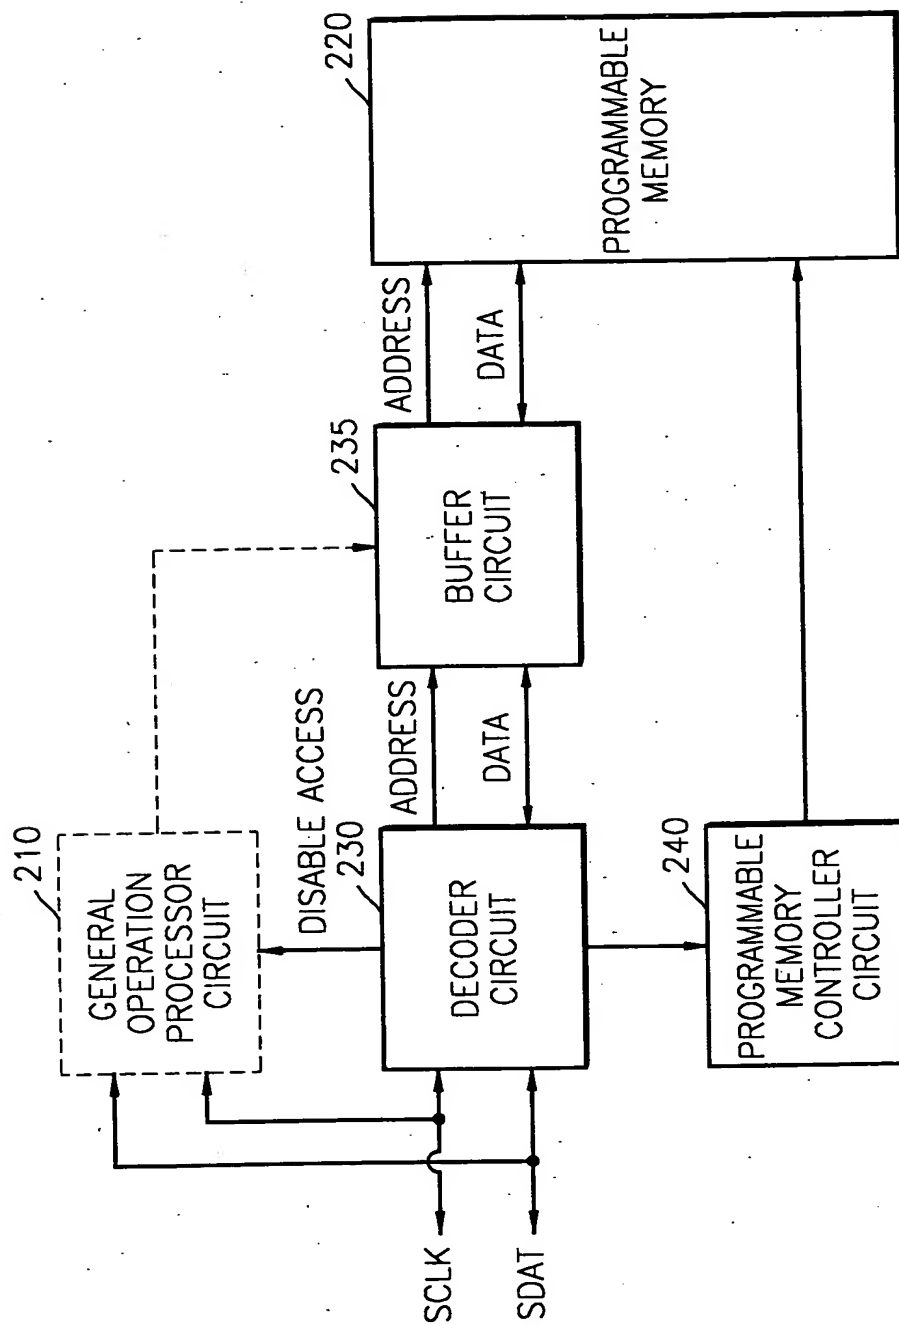 210
GENERAL
OPERATION
PROCESSOR
CIRCUIT
DISABLE ACCESS
SCLK
SDAT
230
DECODER
CIRCUIT
ADDRESS
DATA
235
BUFFER
CIRCUIT
ADDRESS
DATA
220
PROGRAMMABLE
MEMORY
240
PROGRAMMABLE
MEMORY
CONTROLLER
CIRCUIT